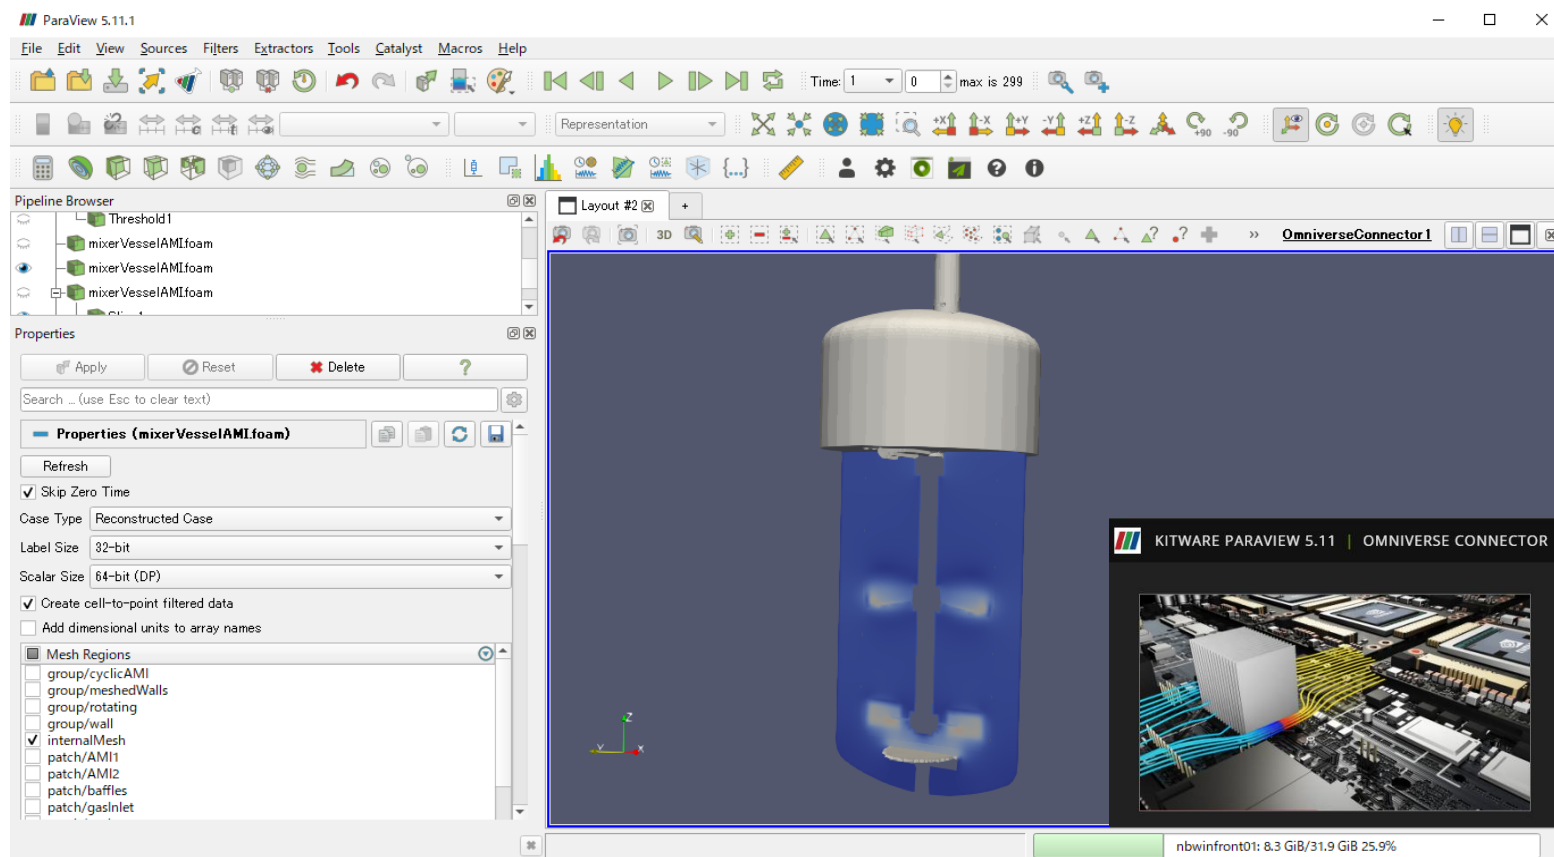 ParaView 5.11.1
File Edit View Sources Filters Extractors Tools Catalyst Macros Help
Time: 1 0 max is 299
Representation
+X -X +Y -Y +Z -Z +90 -90
Pipeline Browser
Threshold1
mixerVesselAMI.foam
mixerVesselAMI.foam
mixerVesselAMI.foam
Properties
Apply Reset Delete ?
Search ... (use Esc to clear text)
Properties (mixerVesselAMI.foam)
Refresh
Skip Zero Time
Case Type Reconstructed Case
Label Size 32-bit
Scalar Size 64-bit (DP)
Create cell-to-point filtered data
Add dimensional units to array names
Mesh Regions
group/cyclicAMI
group/meshedWalls
group/rotating
group/wall
internalMesh
patch/AMI1
patch/AMI2
patch/baffles
patch/gasInlet
Layout #2 +
3D » OmniverseConnector1
Z
Y X
KITWARE PARAVIEW 5.11 | OMNIVERSE CONNECTOR
nbwinfront01: 8.3 GiB/31.9 GiB 25.9%